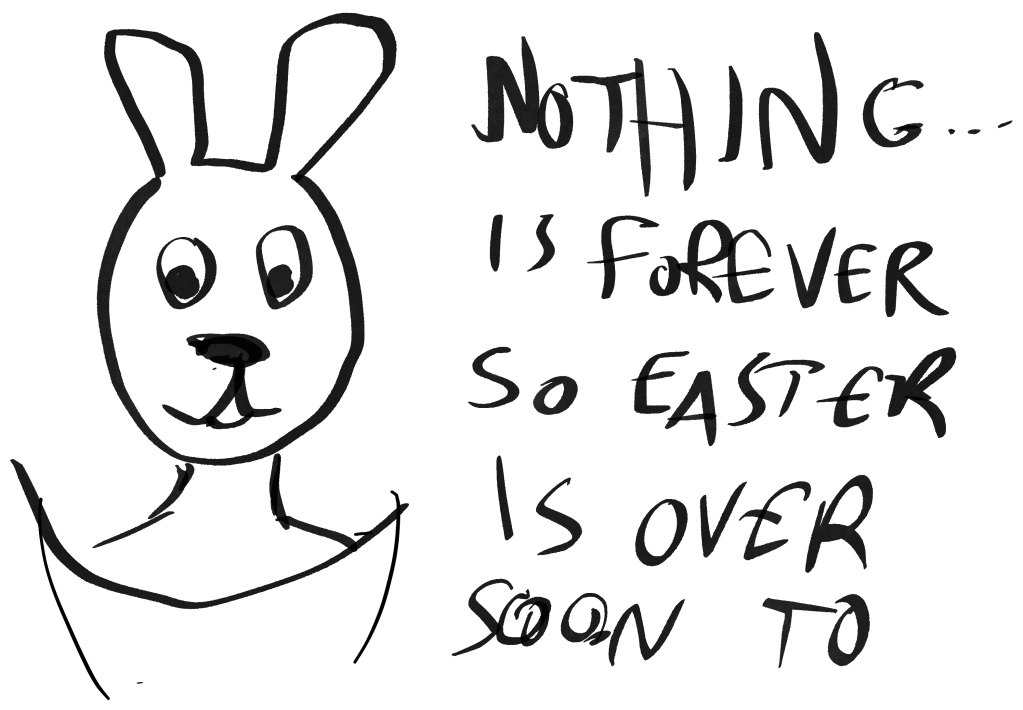 NOTHING...
IS FOREVER
SO EASTER
IS OVER
SOON TO